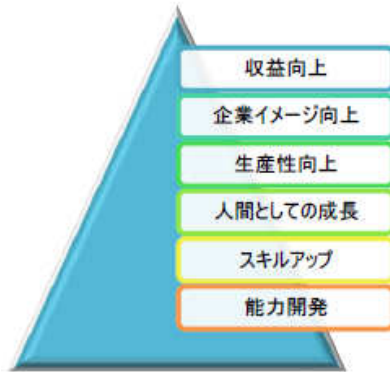 収益向上
企業イメージ向上
生産性向上
人間としての成長
スキルアップ
能力開発